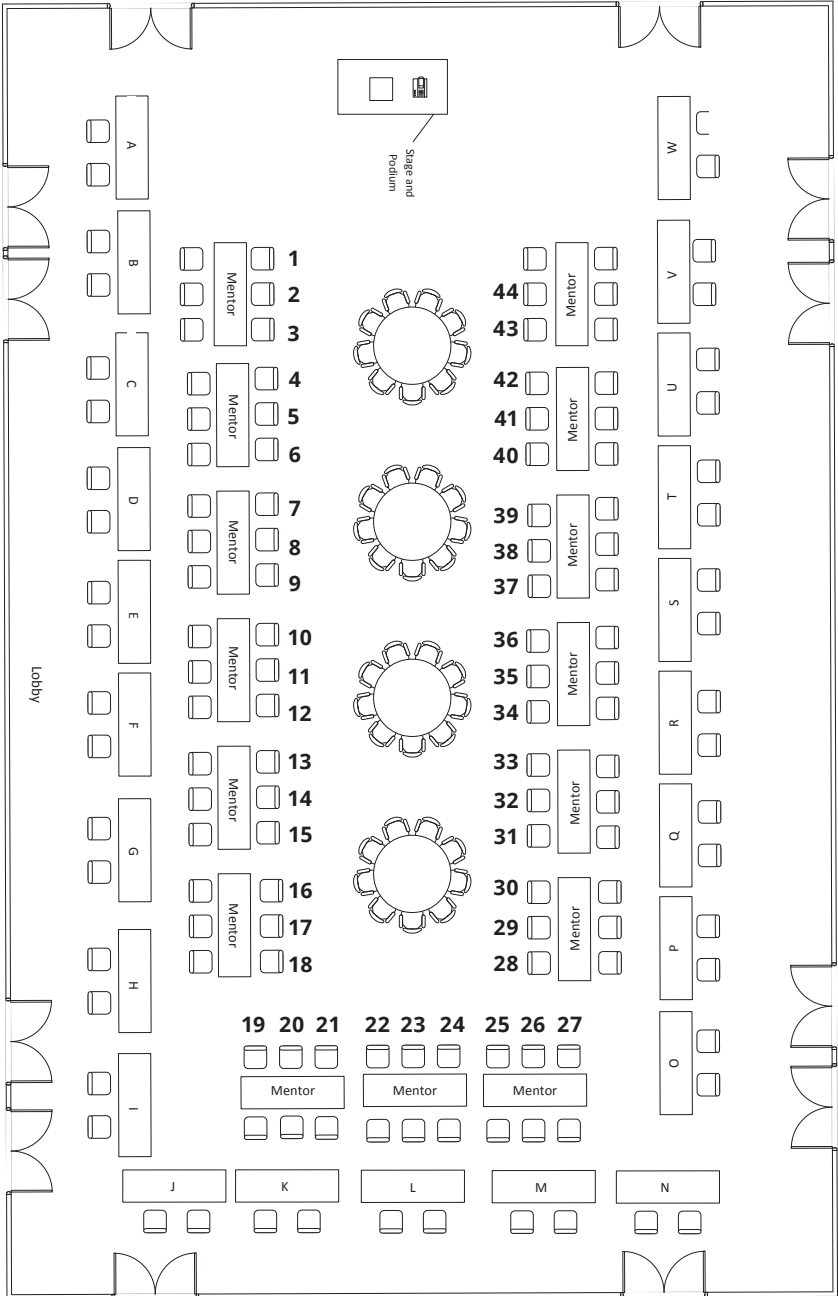 Stage and
Podium
A
B
C
D
E
F
G
H
I
J
K
L
M
N
O
P
Q
R
S
T
U
V
W
Lobby
Mentor
1
2
3
Mentor
4
5
6
Mentor
7
8
9
Mentor
10
11
12
Mentor
13
14
15
Mentor
16
17
18
19 20 21
Mentor
22 23 24
Mentor
25 26 27
Mentor
44
43
Mentor
42
41
40
Mentor
39
38
37
Mentor
36
35
34
Mentor
33
32
31
Mentor
30
29
28
Mentor